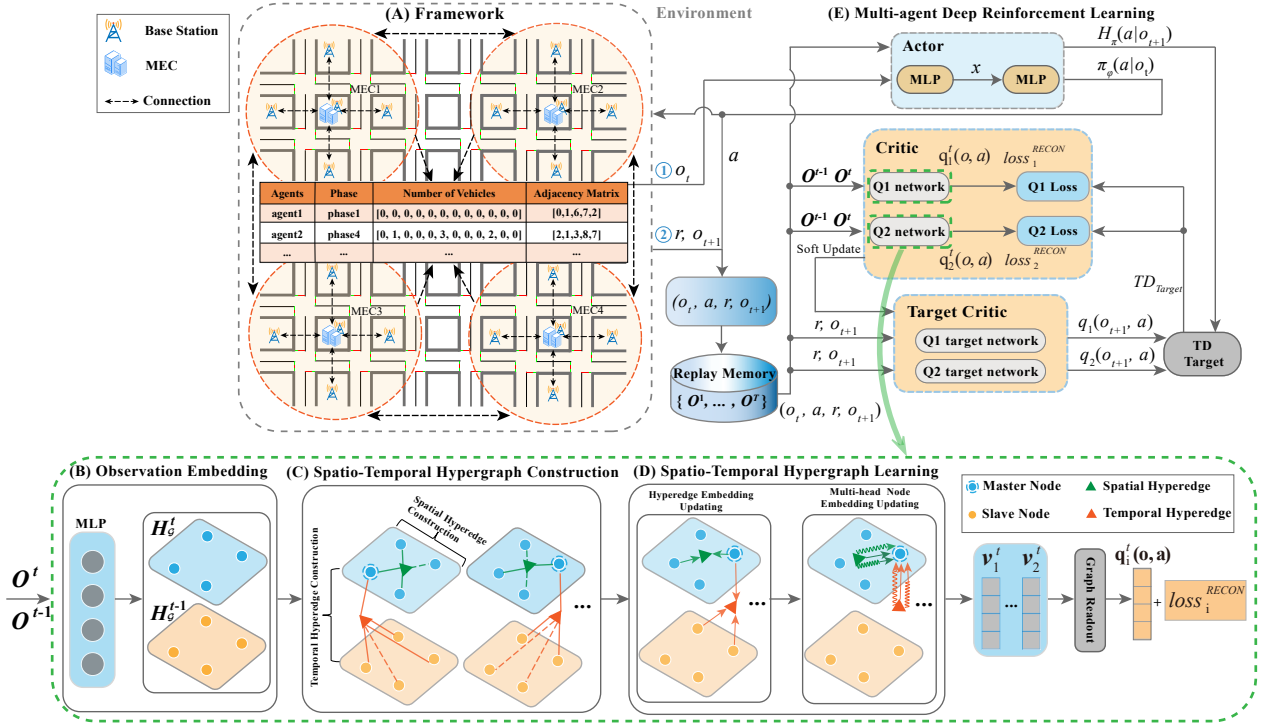 (A) Framework
Environment
(E) Multi-agent Deep Reinforcement Learning
Base Station
MEC
Connection
MEC1
MEC2
MEC3
MEC4
Agents Phase Number of Vehicles Adjacency Matrix
agent1 phase1 [0, 0, 0, 0, 0, 0, 0, 0, 0, 0, 0, 0] [0,1,6,7,2]
agent2 phase4 [0, 1, 0, 0, 0, 3, 0, 0, 0, 2, 0, 0] [2,1,3,8,7]
... ... ... ...
① o_t
a
② r, o_{t+1}
(o_t, a, r, o_{t+1})
Replay Memory
{ O^1, ... , O^T }
(o_t, a, r, o_{t+1})
Actor
MLP x MLP
H_π(a|o_{t+1})
π_φ(a|o_t)
Critic
q_1^t(o, a) loss_1^{RECON}
O^{t-1} O^t
Q1 network
Q1 Loss
O^{t-1} O^t
Q2 network
Q2 Loss
q_2^t(o, a) loss_2^{RECON}
Soft Update
TD_{Target}
Target Critic
r, o_{t+1}
Q1 target network
q_1(o_{t+1}, a)
r, o_{t+1}
Q2 target network
q_2(o_{t+1}, a)
TD
Target
(B) Observation Embedding
(C) Spatio-Temporal Hypergraph Construction
(D) Spatio-Temporal Hypergraph Learning
O^t
O^{t-1}
MLP
H_G^t
H_G^{t-1}
Spatial Hyperedge
Construction
Temporal Hyperedge Construction
...
Hyperedge Embedding
Updating
...
Multi-head Node
Embedding Updating
...
Master Node
Spatial Hyperedge
Slave Node
Temporal Hyperedge
v_1^t v_2^t
...
Graph Readout
q_i^t(o, a)
+ loss_i^{RECON}